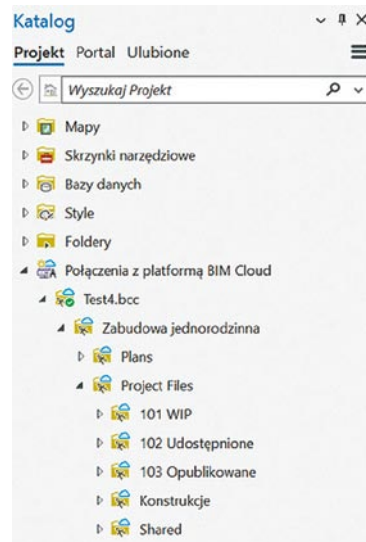 Katalog
Projekt Portal Ulubione
Wyszukaj Projekt
Mapy
Skrzynki narzędziowe
Bazy danych
Style
Foldery
Połączenia z platformą BIM Cloud
Test4.bcc
Zabudowa jednorodzinna
Plans
Project Files
101 WIP
102 Udostępnione
103 Opublikowane
Konstrukcje
Shared